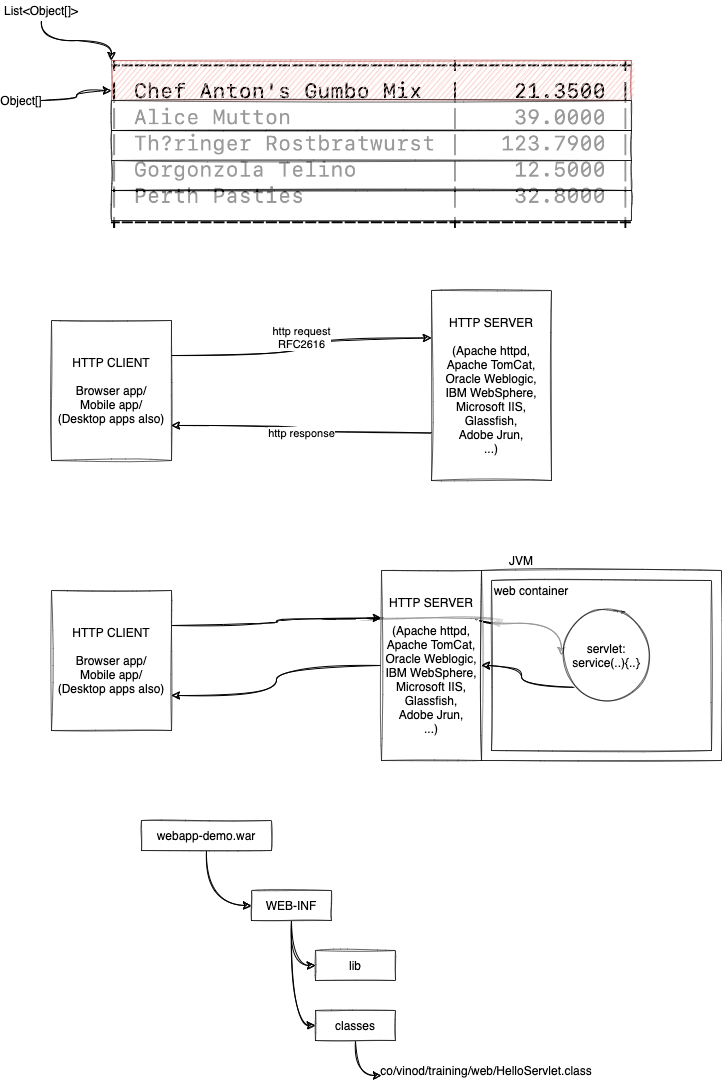 List<Object[]>
Object[]
Chef Anton's Gumbo Mix | 21.3500
Alice Mutton | 39.0000
Th?ringer Rostbratwurst | 123.7900
Gorgonzola Telino | 12.5000
Perth Pasties | 32.8000
HTTP CLIENT
Browser app/
Mobile app/
(Desktop apps also)
http request
RFC2616
http response
HTTP SERVER
(Apache httpd,
Apache TomCat,
Oracle Weblogic,
IBM WebSphere,
Microsoft IIS,
Glassfish,
Adobe Jrun,
...)
JVM
HTTP CLIENT
Browser app/
Mobile app/
(Desktop apps also)
HTTP SERVER
(Apache httpd,
Apache TomCat,
Oracle Weblogic,
IBM WebSphere,
Microsoft IIS,
Glassfish,
Adobe Jrun,
...)
web container
servlet:
service(..){..}
webapp-demo.war
WEB-INF
lib
classes
co/vinod/training/web/HelloServlet.class